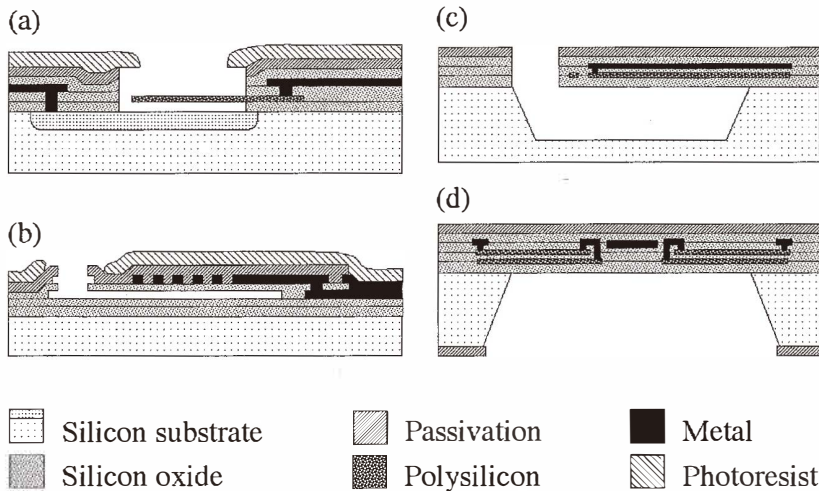 (a)
(c)
(b)
(d)
Silicon substrate
Passivation
Metal
Silicon oxide
Polysilicon
Photoresist